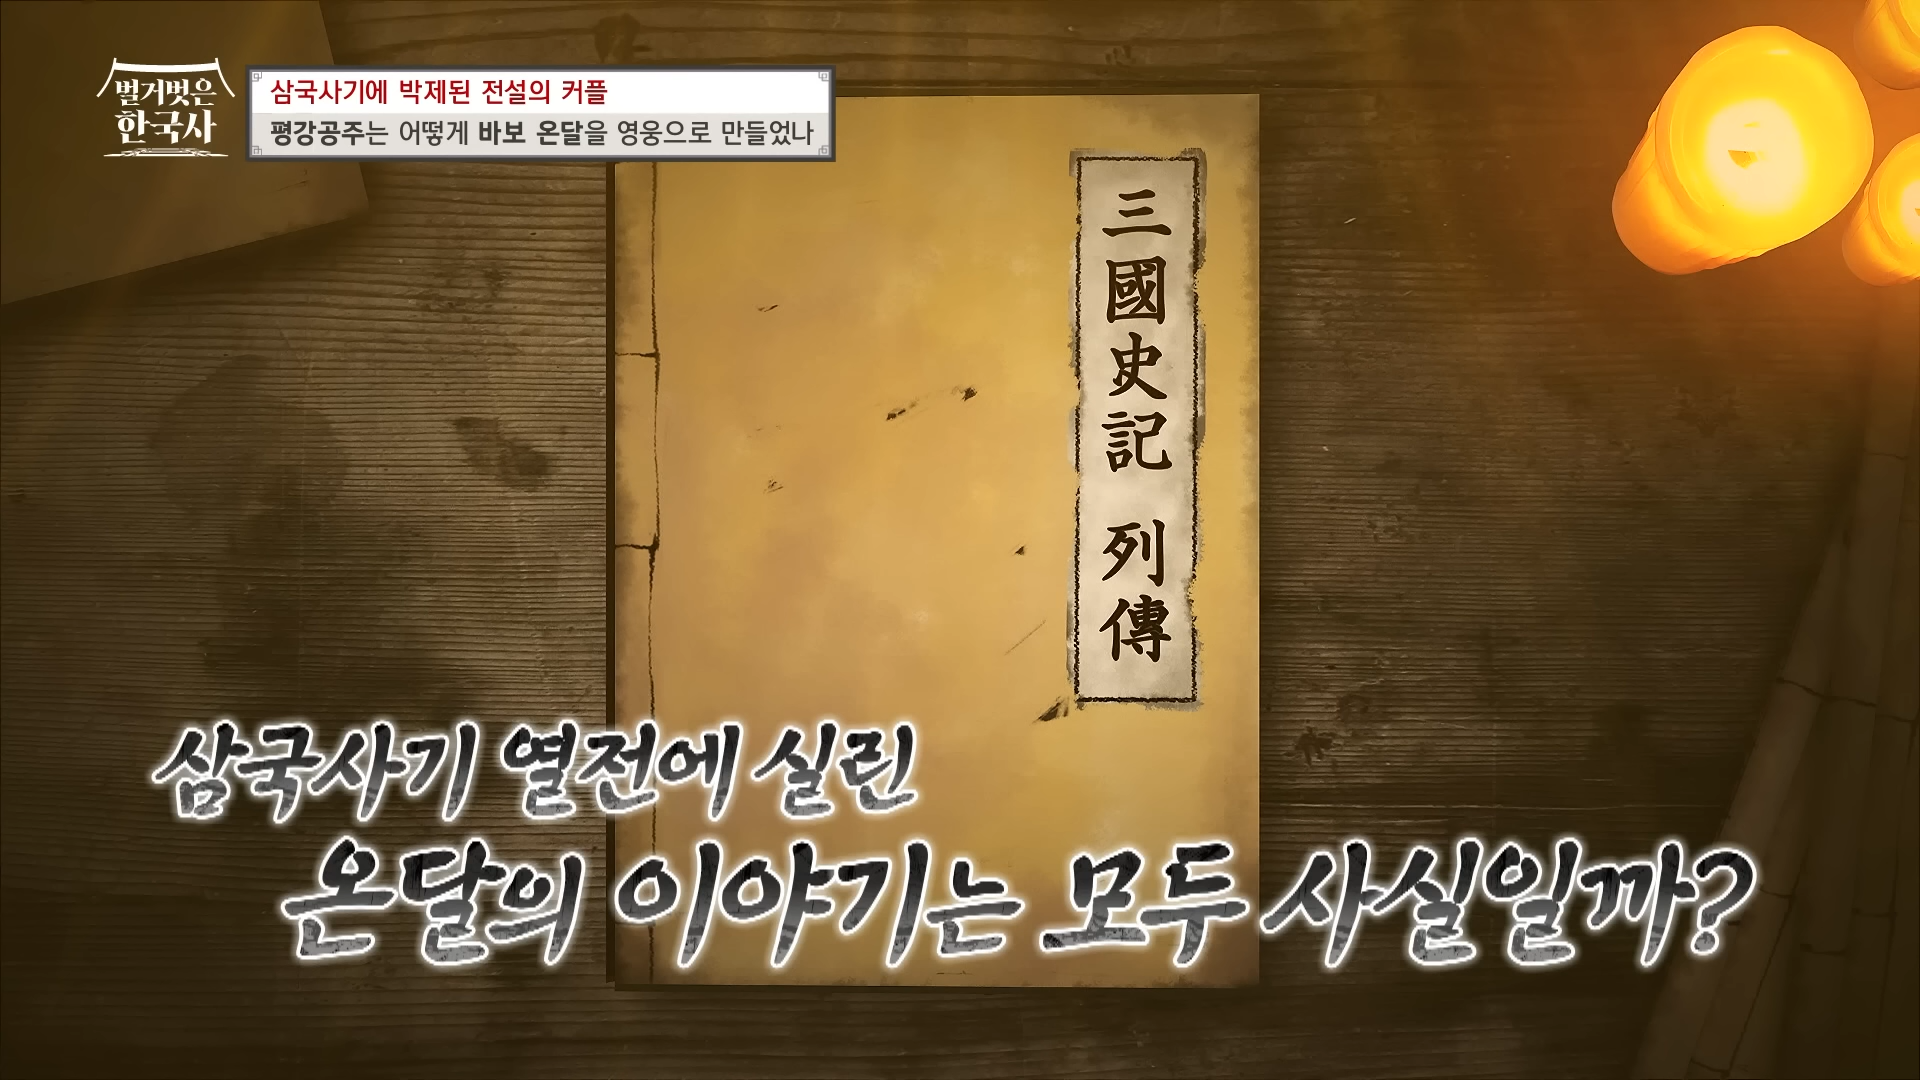 벌거벗은
한국사
삼국사기에 박제된 전설의 커플
평강공주는 어떻게 바보 온달을 영웅으로 만들었나
三國史記 列傳
삼국사기 열전에 실린
온달의 이야기는 모두 사실일까?